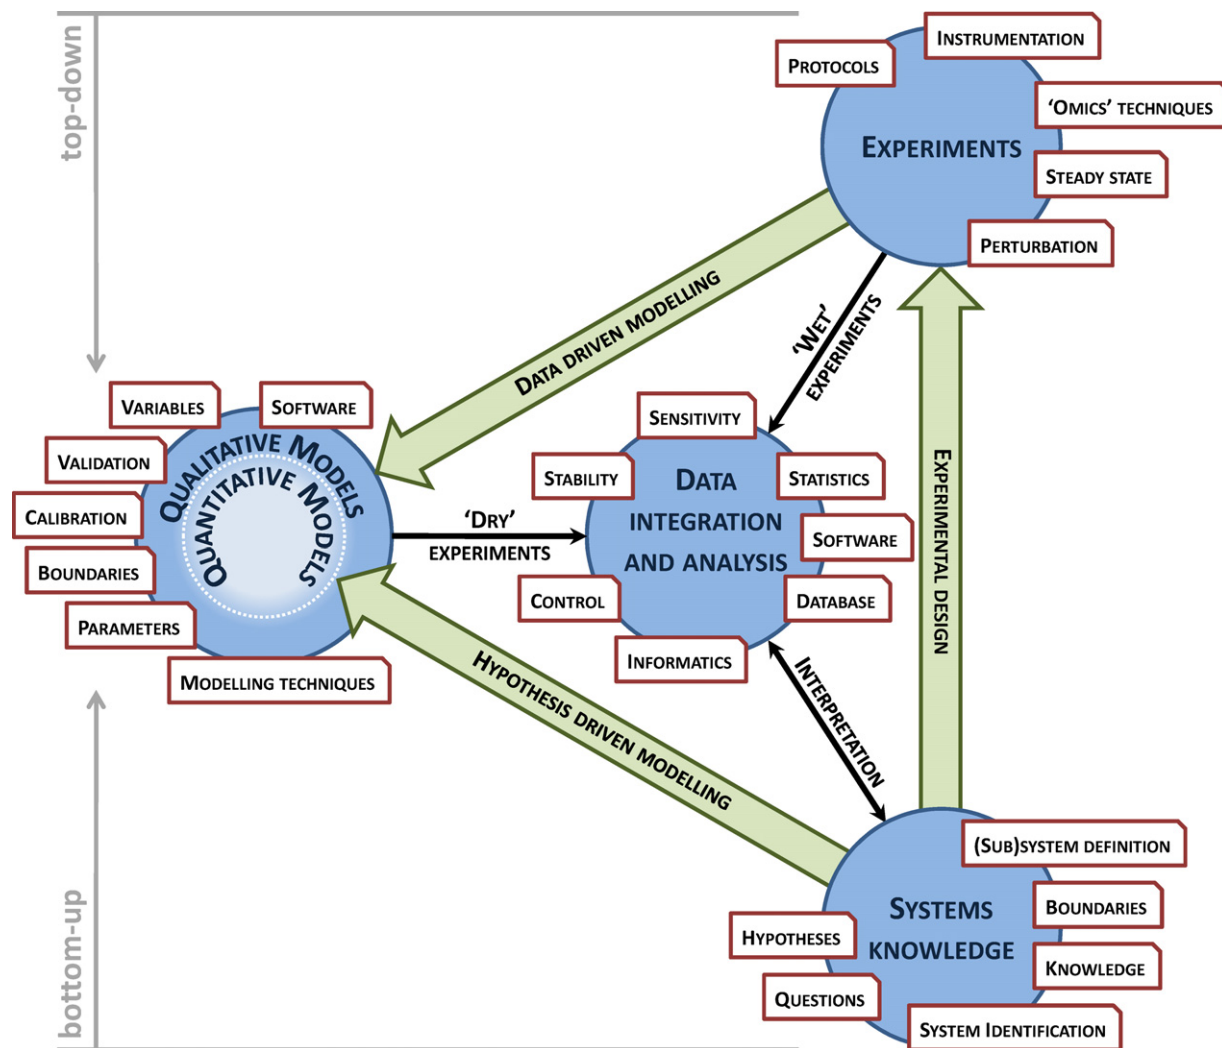 top-down
INSTRUMENTATION
PROTOCOLS
'OMICS' TECHNIQUES
EXPERIMENTS
STEADY STATE
PERTURBATION
DATA DRIVEN MODELLING
'WET'
EXPERIMENTS
VARIABLES
SOFTWARE
VALIDATION
CALIBRATION
BOUNDARIES
PARAMETERS
MODELLING TECHNIQUES
QUALITATIVE MODELS
QUANTITATIVE MODELS
'DRY'
EXPERIMENTS
SENSITIVITY
STABILITY
STATISTICS
DATA
INTEGRATION
AND ANALYSIS
SOFTWARE
CONTROL
DATABASE
INFORMATICS
EXPERIMENTAL DESIGN
INTERPRETATION
HYPOTHESIS DRIVEN MODELLING
bottom-up
(SUB)SYSTEM DEFINITION
SYSTEMS
KNOWLEDGE
BOUNDARIES
HYPOTHESES
KNOWLEDGE
QUESTIONS
SYSTEM IDENTIFICATION